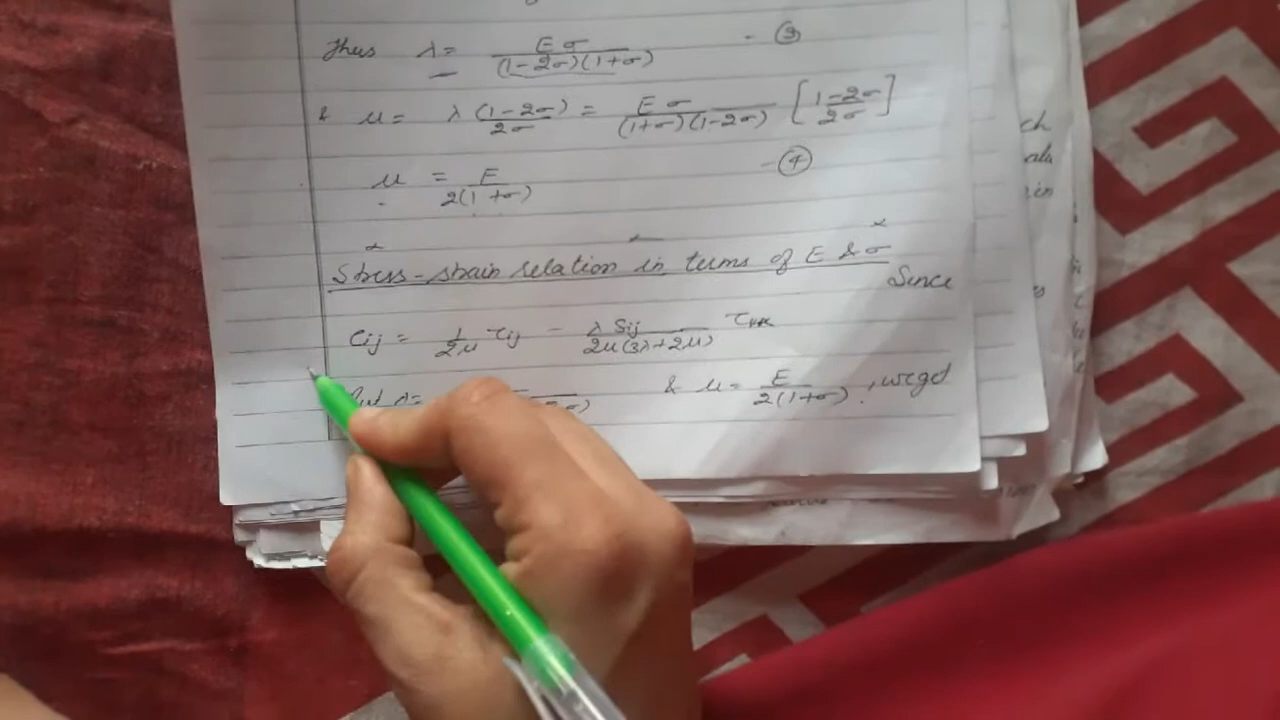 Thus λ = Eσ / (1-2σ)(1+σ) - ③
& μ = λ (1-2σ) / 2σ = Eσ / (1+σ)(1-2σ) [1-2σ / 2σ]
μ = E / 2(1+σ) - ④
Stress-strain relation in terms of E & σ
Since
eij = 1/2μ τij - λ δij / 2μ(3λ+2μ) τkk
Put λ = & μ = E / 2(1+σ), we get